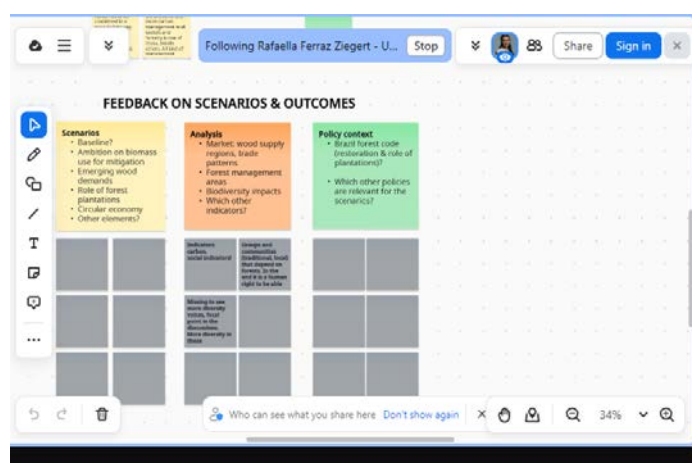 Following Rafaella Ferraz Ziegert - U...
Stop
Share
Sign in
FEEDBACK ON SCENARIOS & OUTCOMES
Scenarios
• Baseline?
• Ambition on biomass
use for mitigation
• Emerging wood
demands
• Role of forest
plantations
• Circular economy
• Other elements?
Analysis
• Market: wood supply
regions, trade
patterns
• Forest management
areas
• Biodiversity impacts
• Which other
indicators?
Policy context
• Brazil forest code
(restoration & role of
plantations)?
• Which other policies
are relevant for the
scenarios?
Indicators
carbon,
social indicators!
Groups and
communities
(traditional, local)
that depend on
forests. In the
end it is a human
right to be able
Missing to see
more diversity
voices, focal
point in the
discussions.
More diversity in
these
T
Who can see what you share here Don't show again
34%